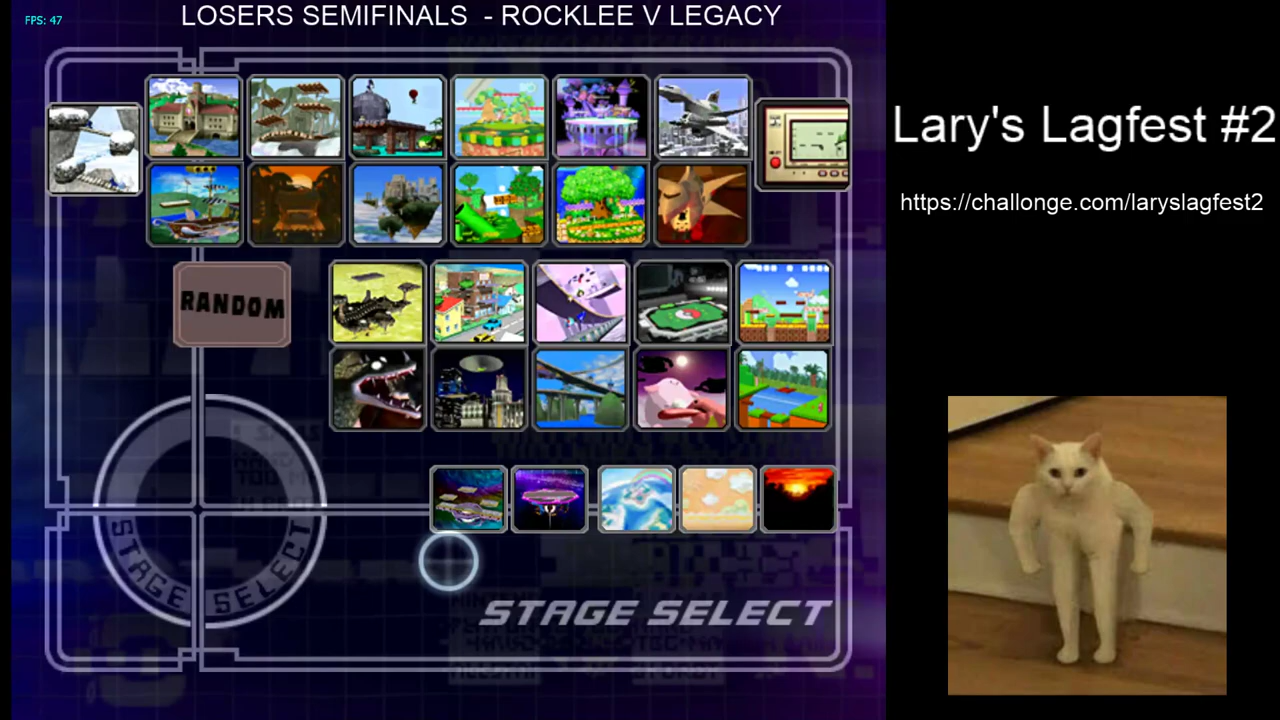 FPS: 47
LOSERS SEMIFINALS - ROCKLEE V LEGACY
Lary's Lagfest #2
https://challonge.com/laryslagfest2
RANDOM
STAGE SELECT
STAGE SELECT